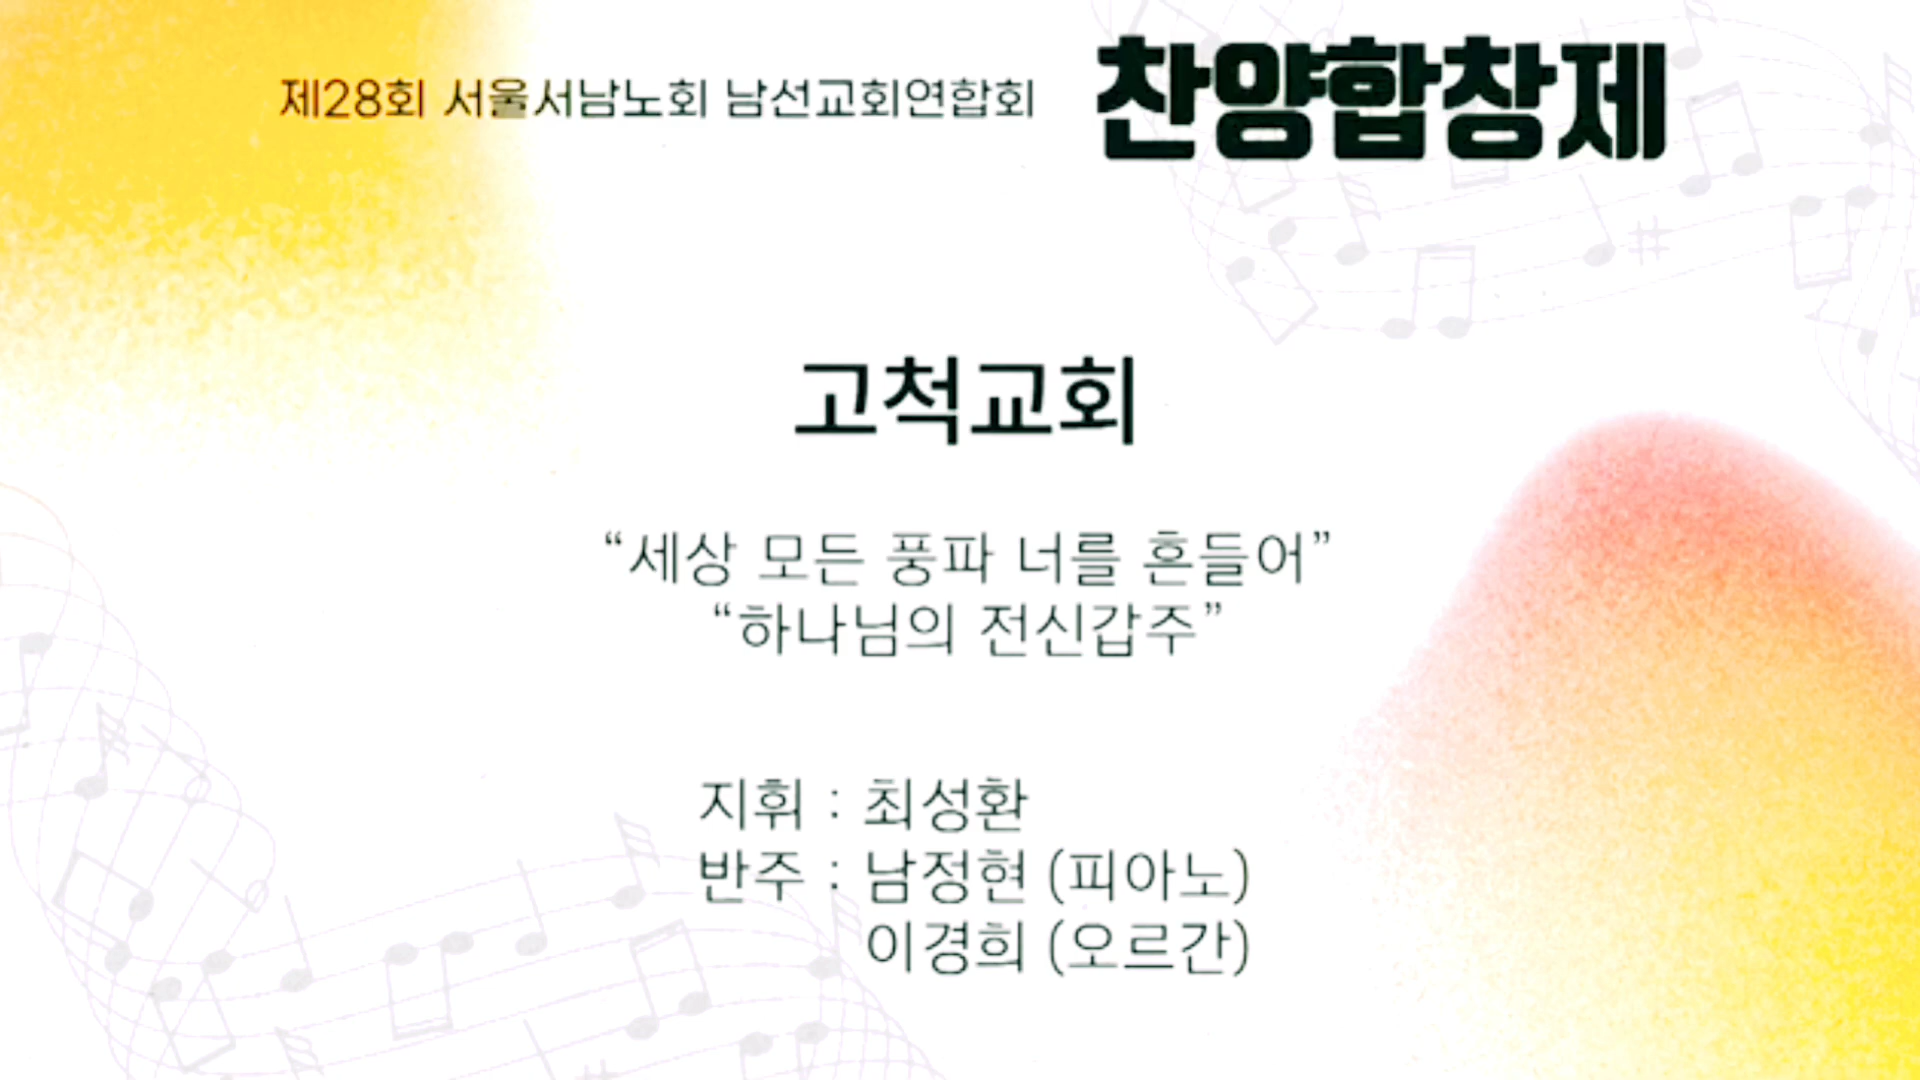 제28회 서울서남노회 남선교회연합회 찬양합창제
고척교회
“세상 모든 풍파 너를 흔들어”
“하나님의 전신갑주”
지휘 : 최성환
반주 : 남정현 (피아노)
이경희 (오르간)